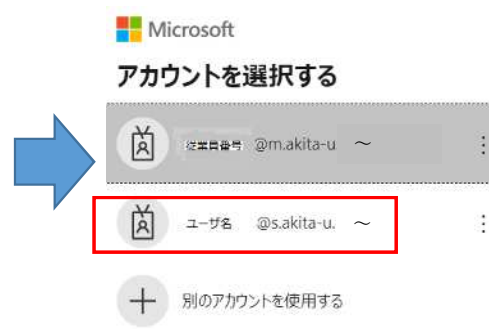 Microsoft
アカウントを選択する
従業員番号 @m.akita-u ～
ユーザ名 @s.akita-u. ～
別のアカウントを使用する